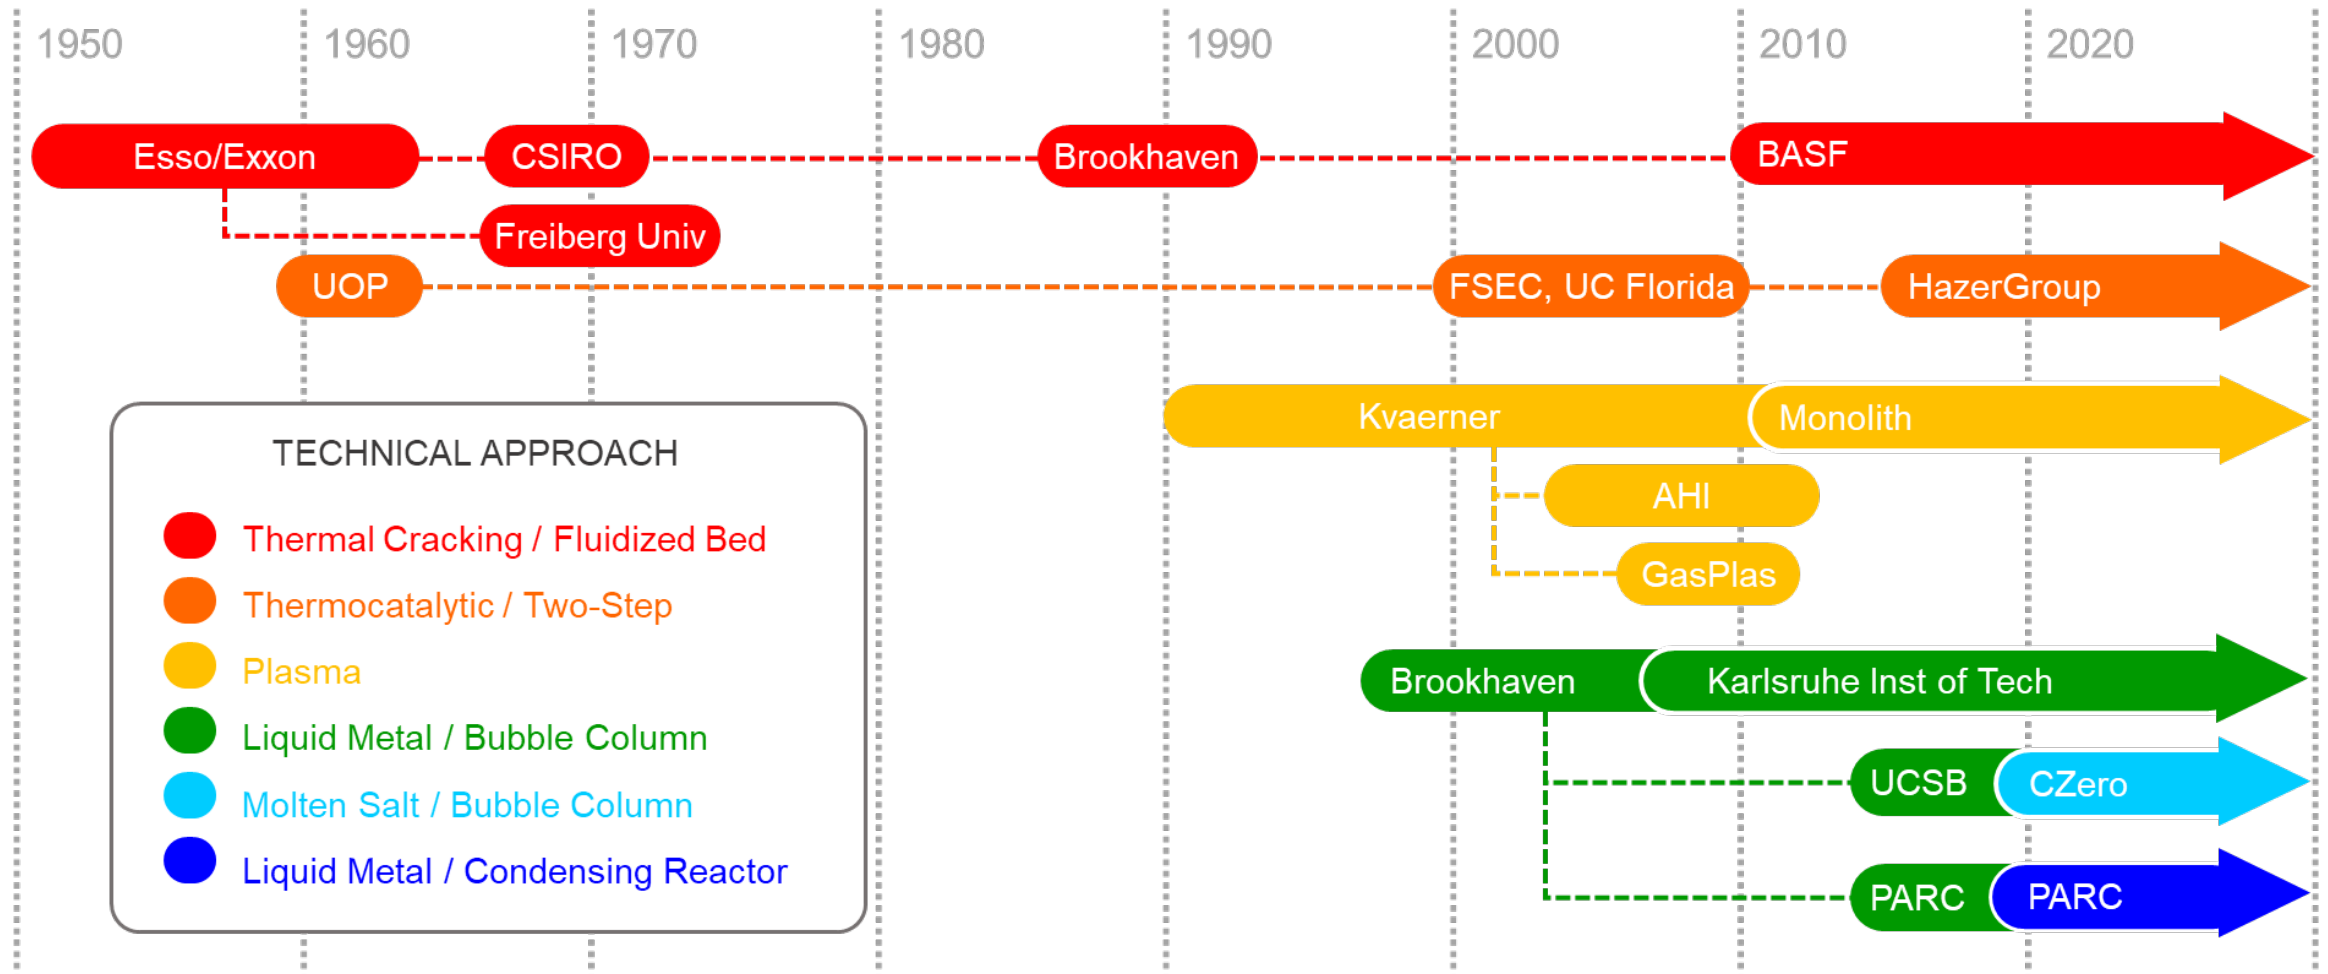 1950 1960 1970 1980 1990 2000 2010 2020
Esso/Exxon CSIRO Brookhaven BASF
Freiberg Univ
UOP FSEC, UC Florida HazerGroup
Kvaerner Monolith
AHI
GasPlas
Brookhaven Karlsruhe Inst of Tech
UCSB CZero
PARC PARC
TECHNICAL APPROACH
Thermal Cracking / Fluidized Bed
Thermocatalytic / Two-Step
Plasma
Liquid Metal / Bubble Column
Molten Salt / Bubble Column
Liquid Metal / Condensing Reactor